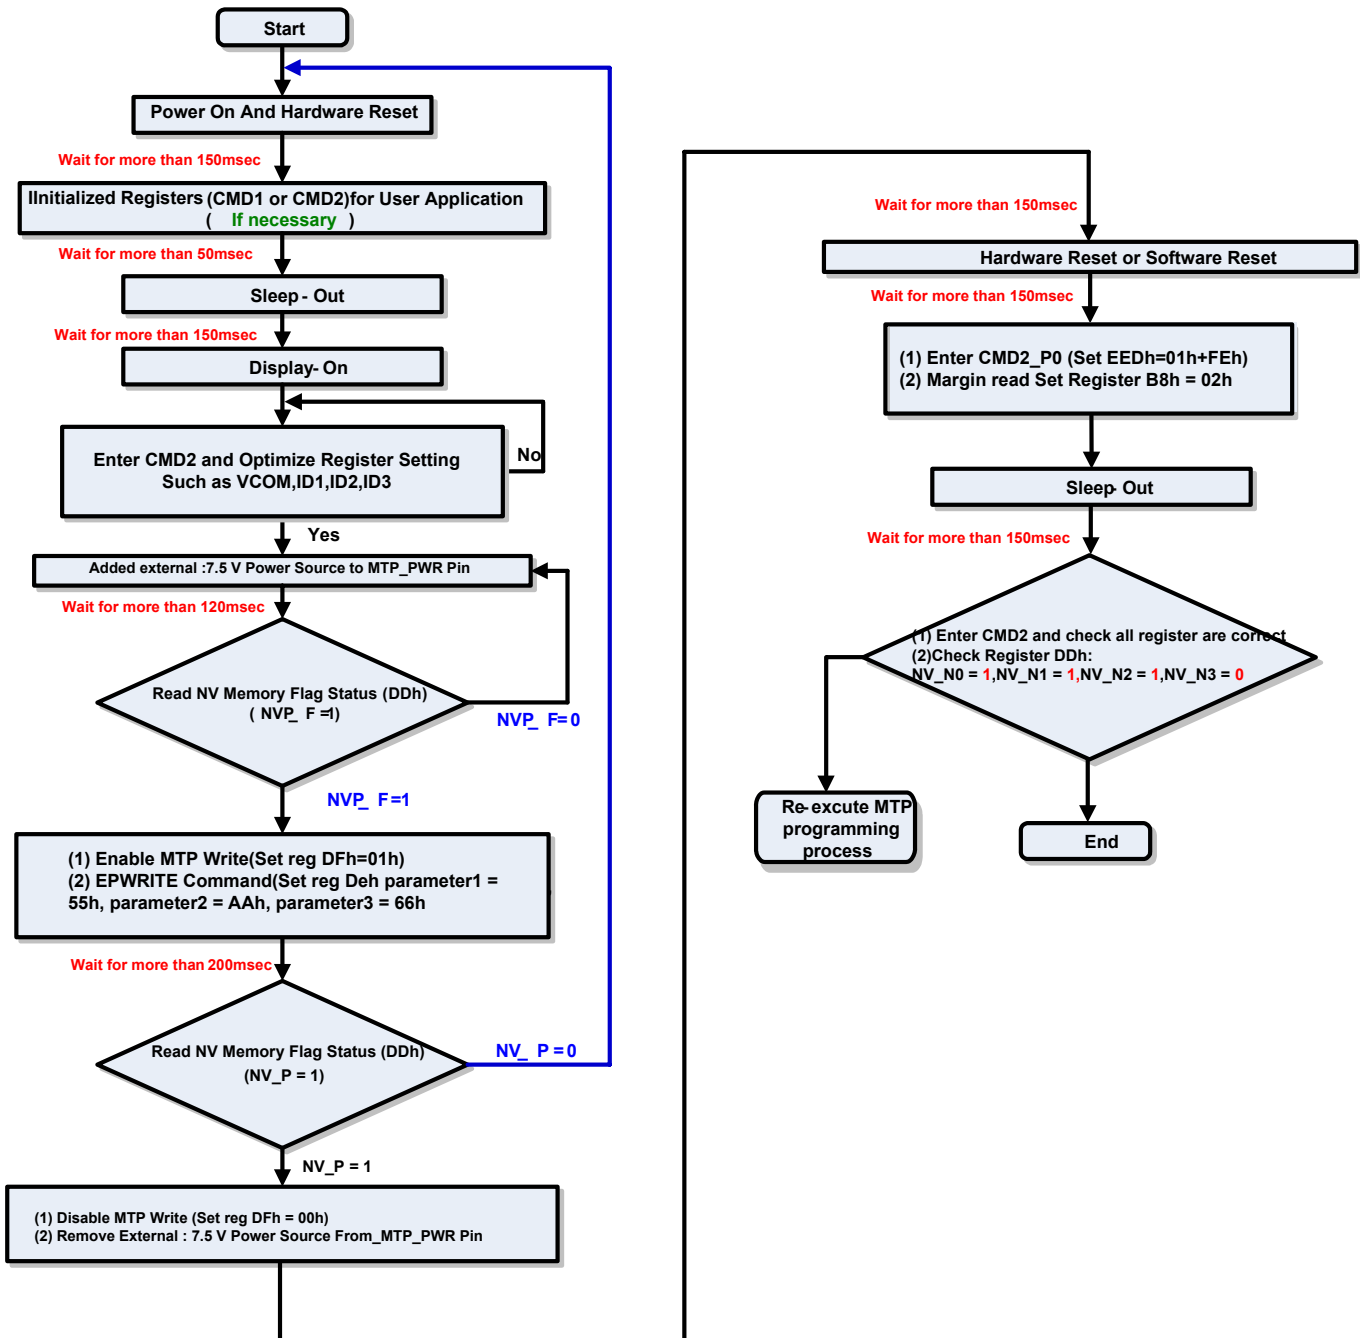 Start
Power On And Hardware Reset
Wait for more than 150msec
IInitialized Registers (CMD1 or CMD2)for User Application
( If necessary )
Wait for more than 50msec
Sleep - Out
Wait for more than 150msec
Display- On
Enter CMD2 and Optimize Register Setting
Such as VCOM,ID1,ID2,ID3
No
Yes
Added external :7.5 V Power Source to MTP_PWR Pin
Wait for more than 120msec
Read NV Memory Flag Status (DDh)
( NVP_ F =1)
NVP_ F= 0
NVP_ F =1
(1) Enable MTP Write(Set reg DFh=01h)
(2) EPWRITE Command(Set reg Deh parameter1 =
55h, parameter2 = AAh, parameter3 = 66h
Wait for more than 200msec
Read NV Memory Flag Status (DDh)
(NV_P = 1)
NV_ P = 0
NV_P = 1
(1) Disable MTP Write (Set reg DFh = 00h)
(2) Remove External : 7.5 V Power Source From_MTP_PWR Pin
Wait for more than 150msec
Hardware Reset or Software Reset
Wait for more than 150msec
(1) Enter CMD2_P0 (Set EEDh=01h+FEh)
(2) Margin read Set Register B8h = 02h
Sleep- Out
Wait for more than 150msec
(1) Enter CMD2 and check all register are correct
(2)Check Register DDh:
NV_N0 = 1,NV_N1 = 1,NV_N2 = 1,NV_N3 = 0
Re-excute MTP
programming
process
End